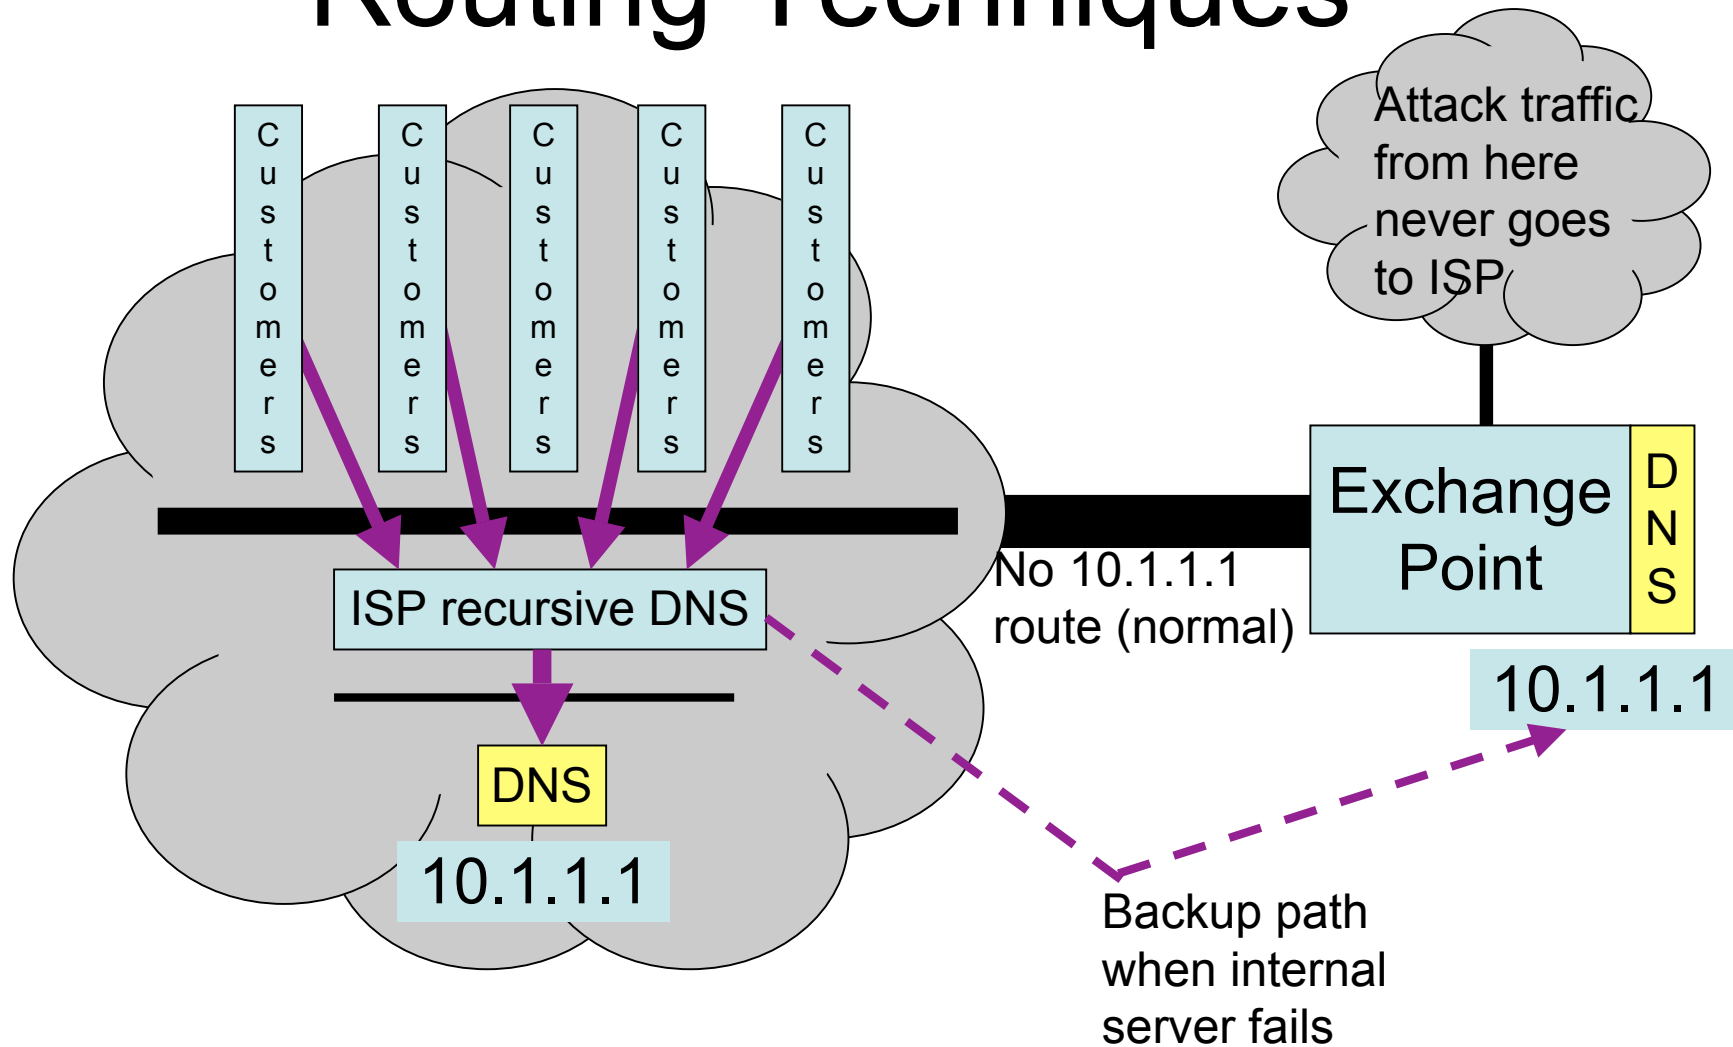 Routing Techniques
Customers
Customers
Customers
Customers
Customers
Attack traffic
from here
never goes
to ISP
Exchange
Point
DNS
No 10.1.1.1
route (normal)
10.1.1.1
ISP recursive DNS
DNS
10.1.1.1
Backup path
when internal
server fails